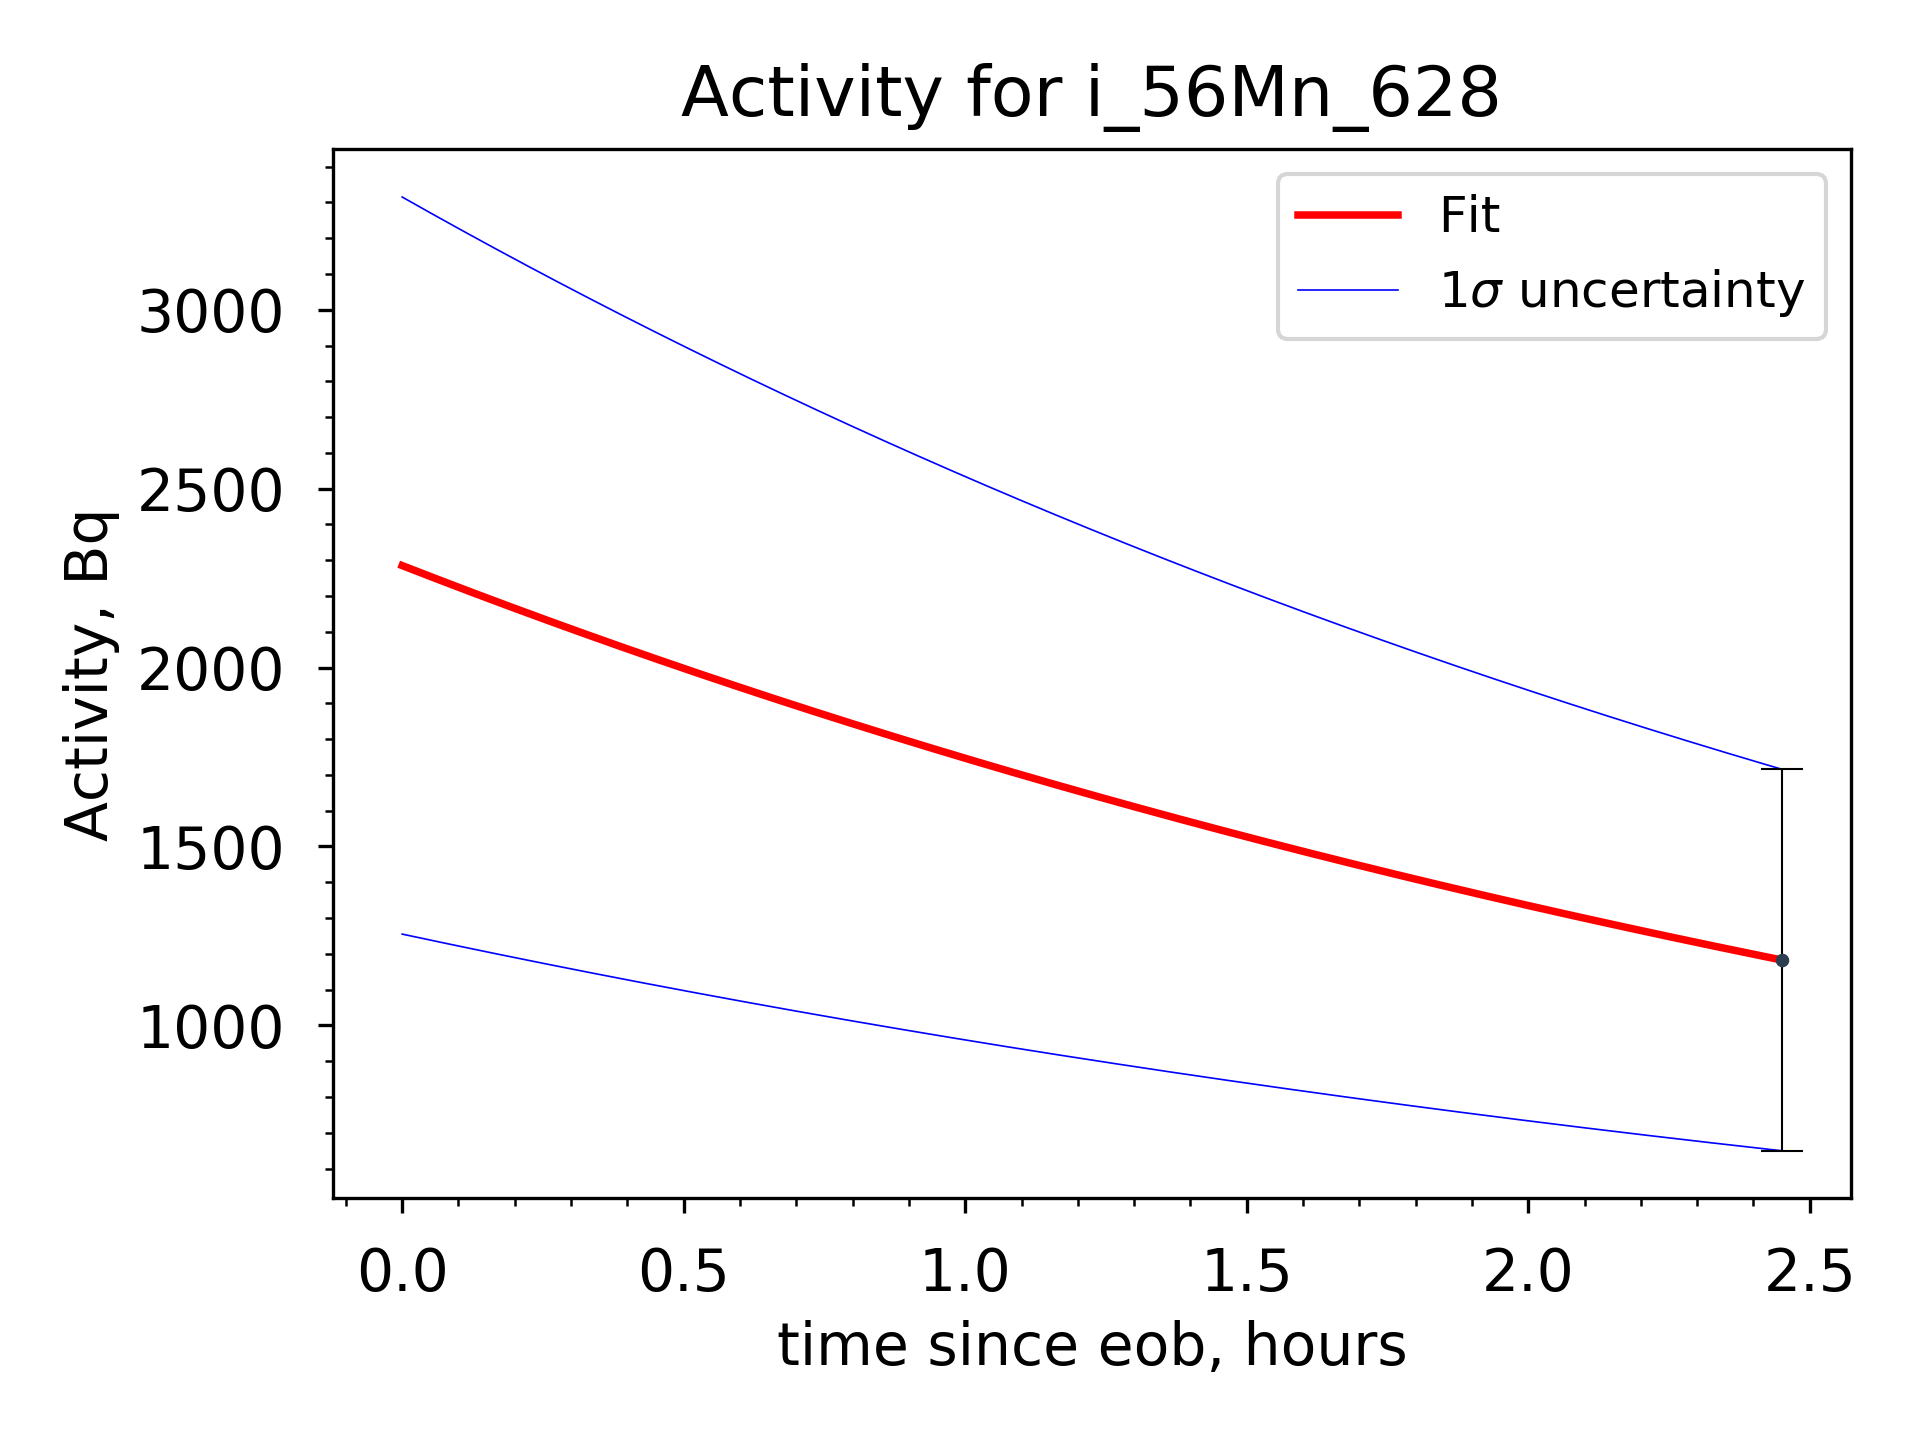 Activity for i_56Mn_628
Fit
1σ uncertainty
Activity, Bq
3000
2500
2000
1500
1000
0.0 0.5 1.0 1.5 2.0 2.5
time since eob, hours